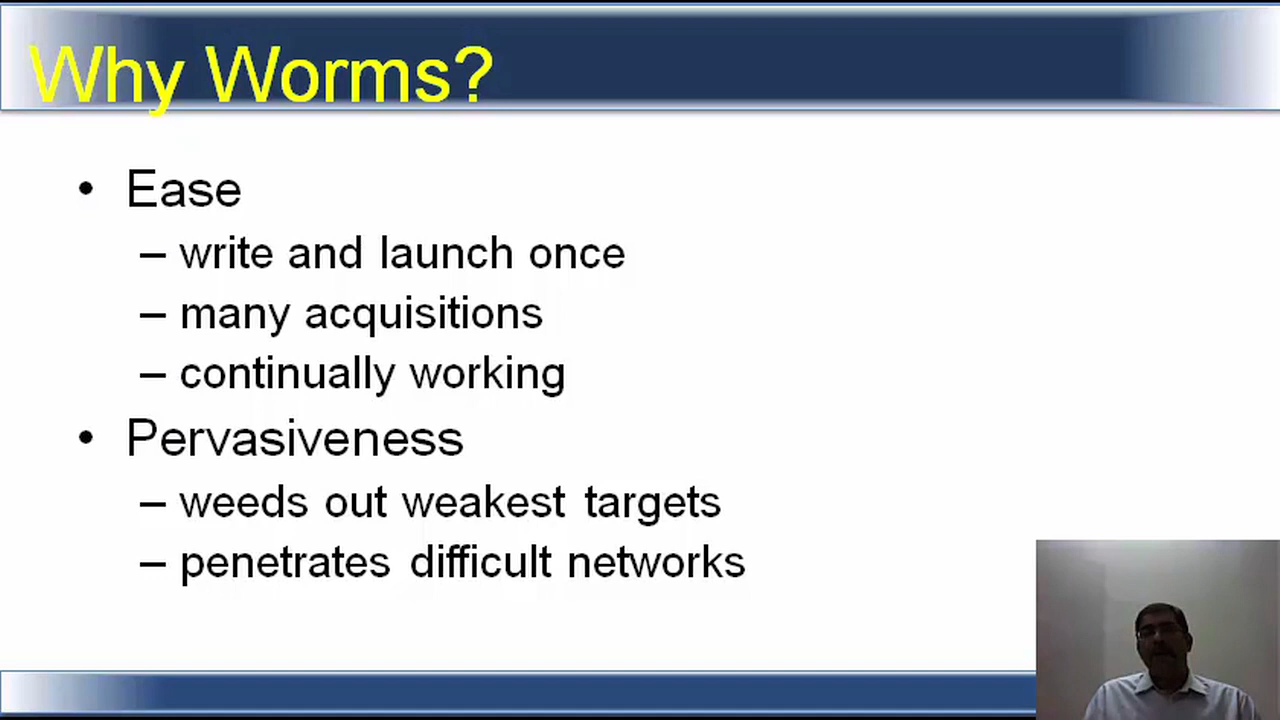 Why Worms?
• Ease
– write and launch once
– many acquisitions
– continually working
• Pervasiveness
– weeds out weakest targets
– penetrates difficult networks